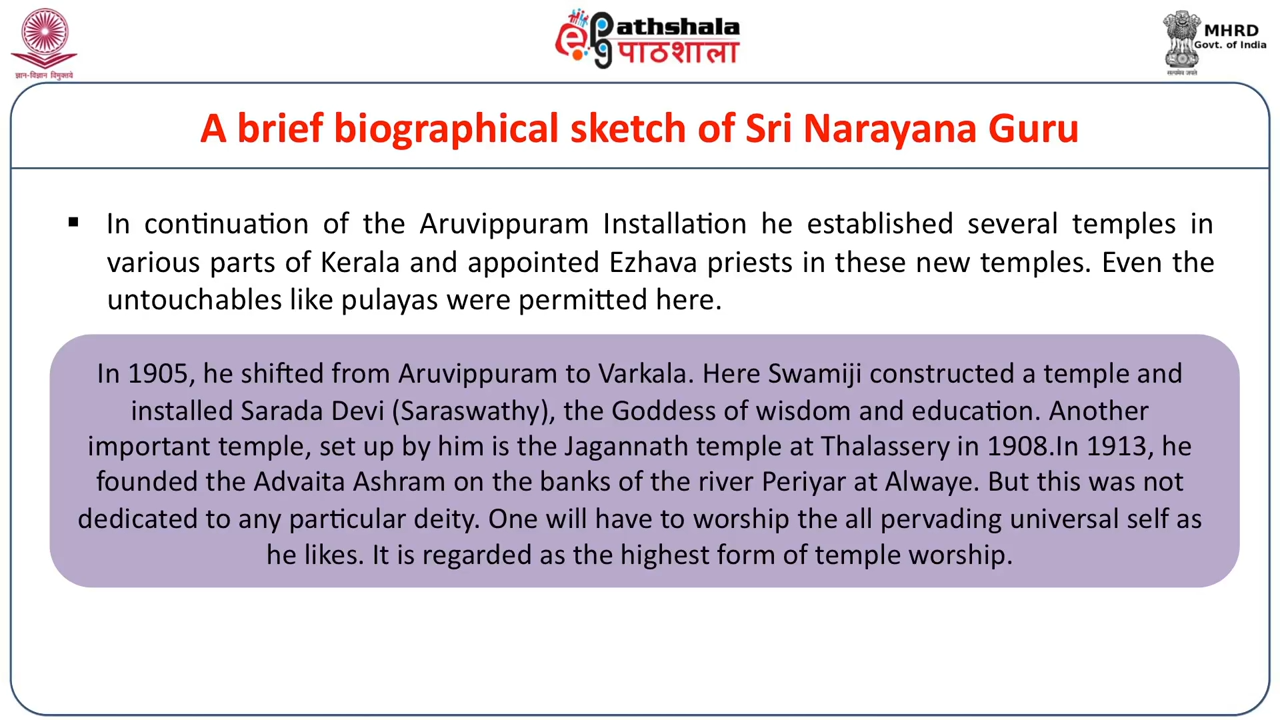 ज्ञान-विज्ञान विमुक्तये
ePathshala
पाठशाला
MHRD
Govt. of India
सत्यमेव जयते
A brief biographical sketch of Sri Narayana Guru
▪ In continuation of the Aruvippuram Installation he established several temples in
various parts of Kerala and appointed Ezhava priests in these new temples. Even the
untouchables like pulayas were permitted here.
In 1905, he shifted from Aruvippuram to Varkala. Here Swamiji constructed a temple and
installed Sarada Devi (Saraswathy), the Goddess of wisdom and education. Another
important temple, set up by him is the Jagannath temple at Thalassery in 1908.In 1913, he
founded the Advaita Ashram on the banks of the river Periyar at Alwaye. But this was not
dedicated to any particular deity. One will have to worship the all pervading universal self as
he likes. It is regarded as the highest form of temple worship.